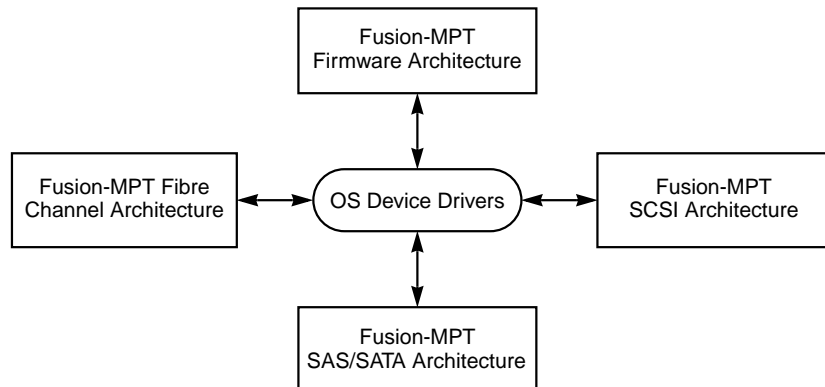 Fusion-MPT
Firmware Architecture
Fusion-MPT Fibre
Channel Architecture
OS Device Drivers
Fusion-MPT
SCSI Architecture
Fusion-MPT
SAS/SATA Architecture